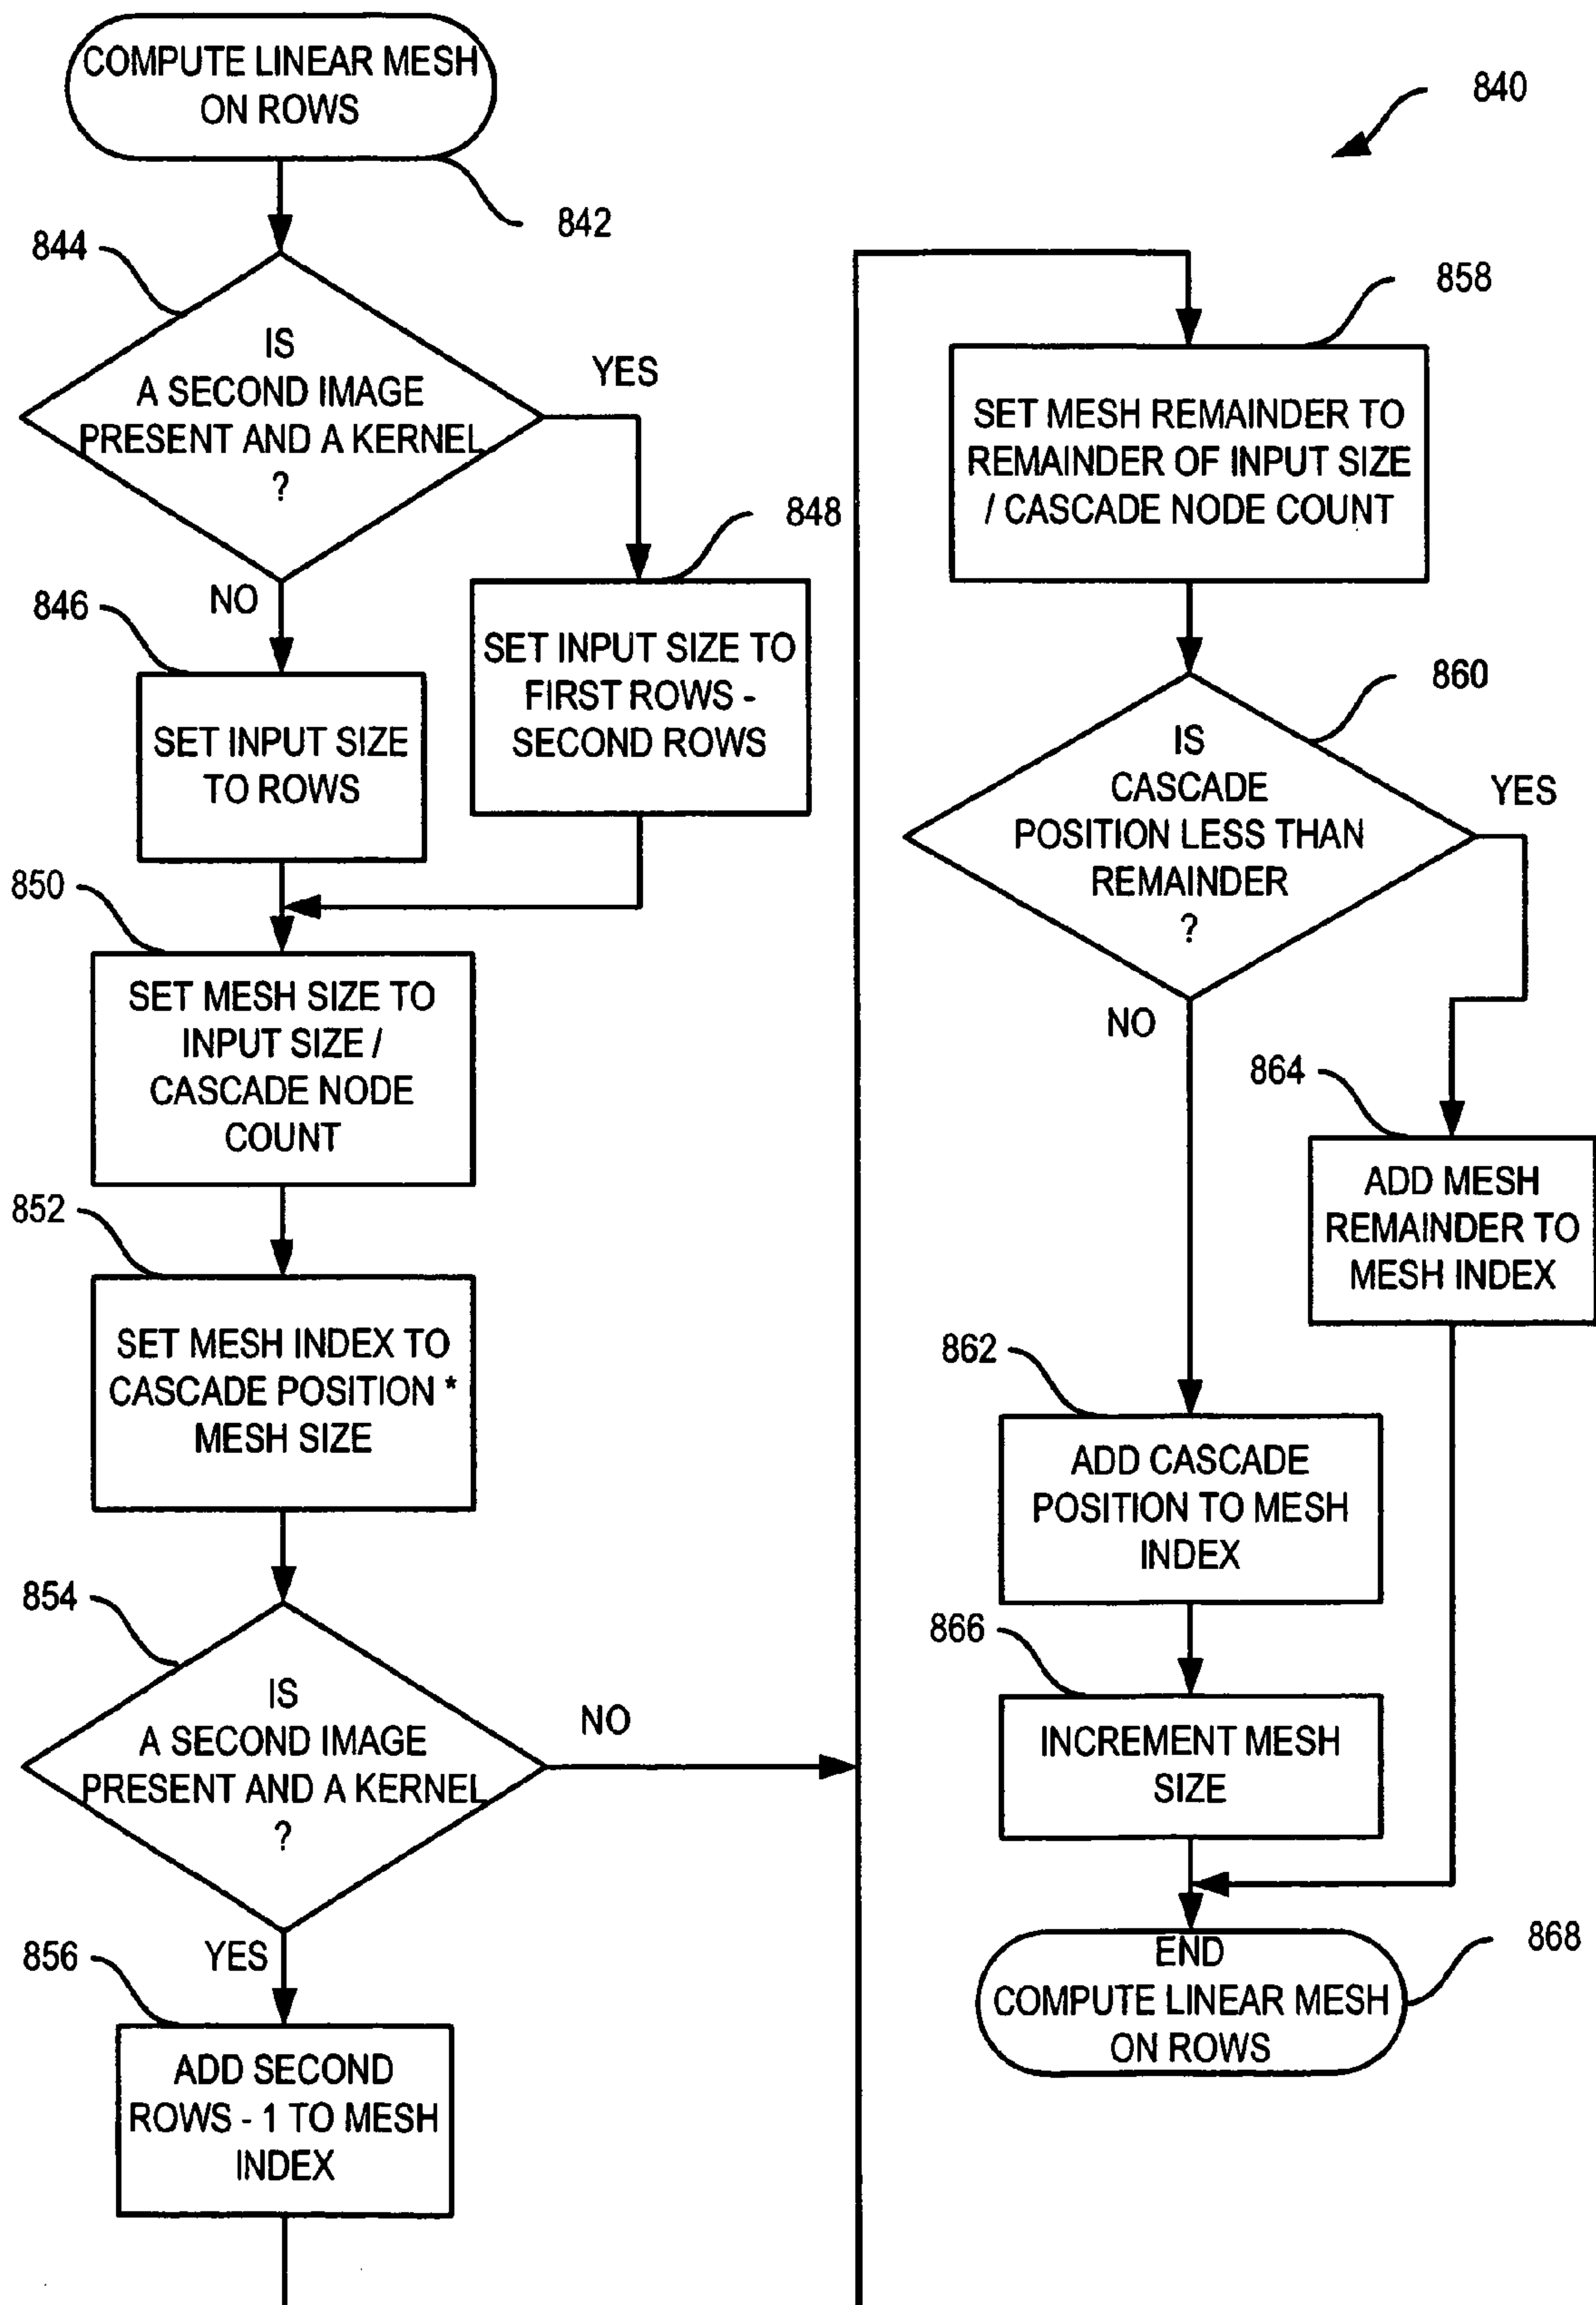 COMPUTE LINEAR MESH
ON ROWS
842
840
844
IS
A SECOND IMAGE
PRESENT AND A KERNEL
?
YES
NO
848
SET INPUT SIZE TO
FIRST ROWS -
SECOND ROWS
846
SET INPUT SIZE
TO ROWS
850
SET MESH SIZE TO
INPUT SIZE /
CASCADE NODE
COUNT
852
SET MESH INDEX TO
CASCADE POSITION *
MESH SIZE
854
IS
A SECOND IMAGE
PRESENT AND A KERNEL
?
NO
YES
856
ADD SECOND
ROWS - 1 TO MESH
INDEX
858
SET MESH REMAINDER TO
REMAINDER OF INPUT SIZE
/ CASCADE NODE COUNT
860
IS
CASCADE
POSITION LESS THAN
REMAINDER
?
YES
NO
864
ADD MESH
REMAINDER TO
MESH INDEX
862
ADD CASCADE
POSITION TO MESH
INDEX
866
INCREMENT MESH
SIZE
868
END
COMPUTE LINEAR MESH
ON ROWS